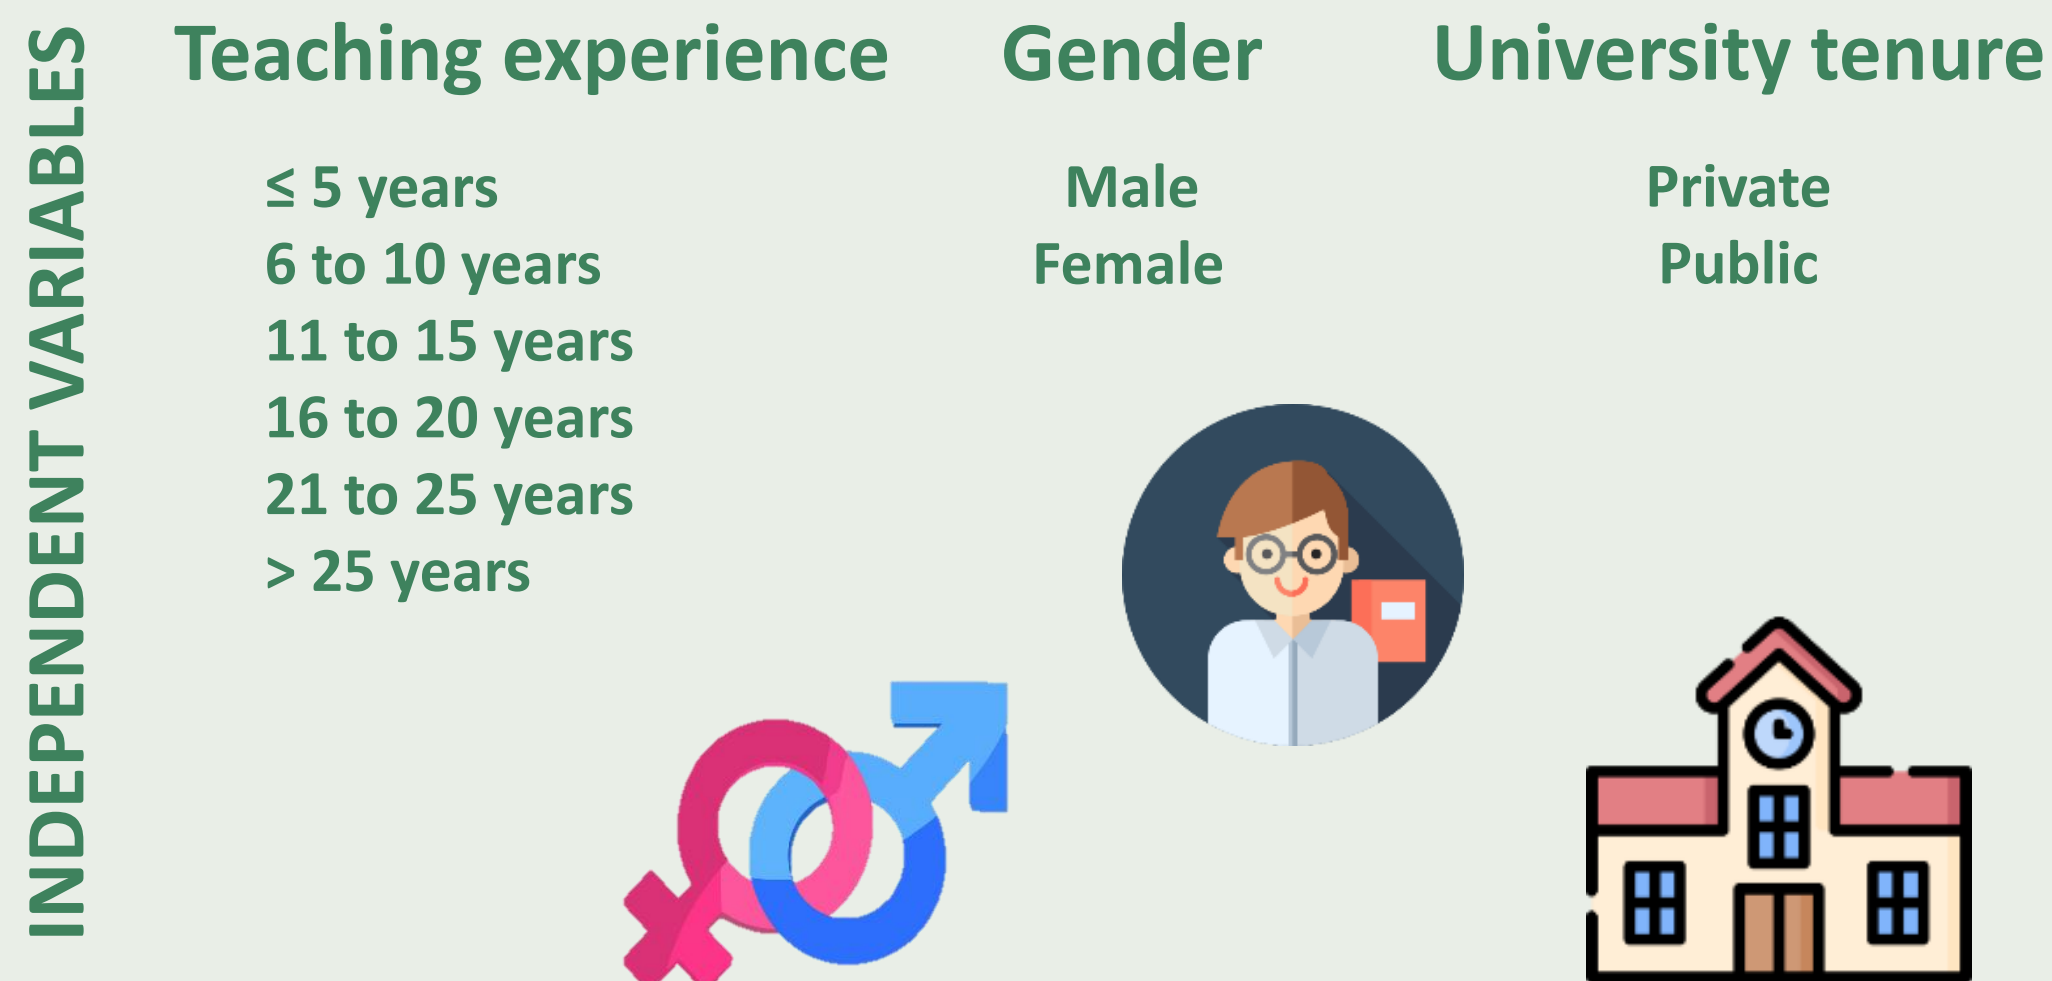 INDEPENDENT VARIABLES
Teaching experience
≤ 5 years
6 to 10 years
11 to 15 years
16 to 20 years
21 to 25 years
> 25 years
Gender
Male
Female
University tenure
Private
Public